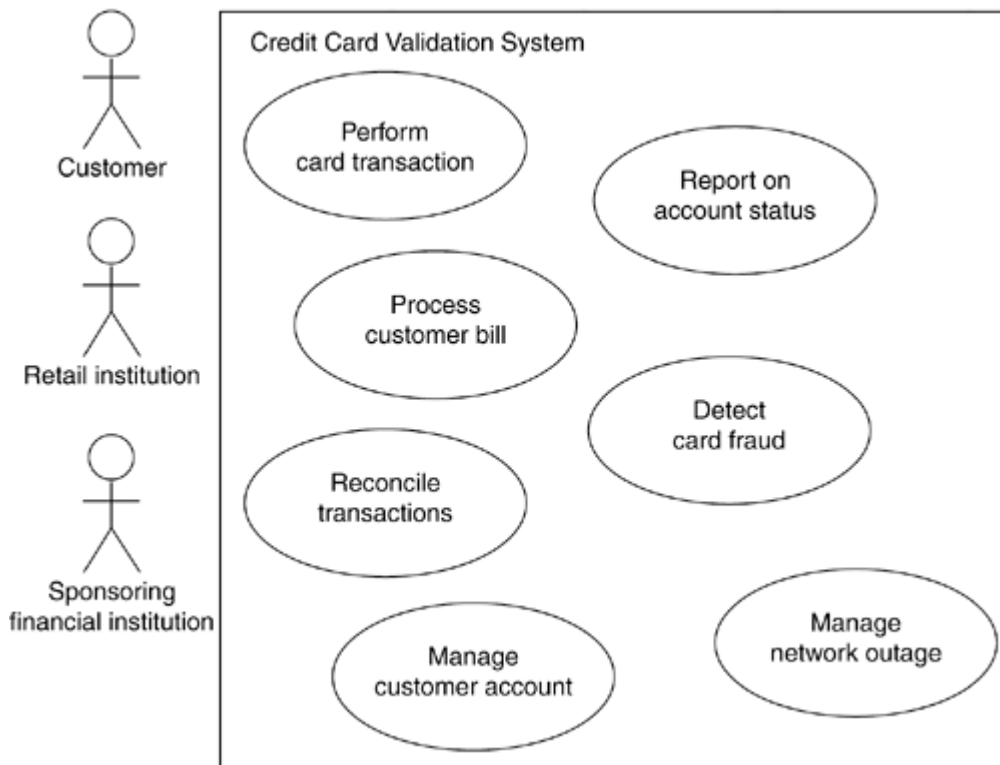 Credit Card Validation System
Customer
Perform
card transaction
Report on
account status
Retail institution
Process
customer bill
Detect
card fraud
Sponsoring
financial institution
Reconcile
transactions
Manage
customer account
Manage
network outage